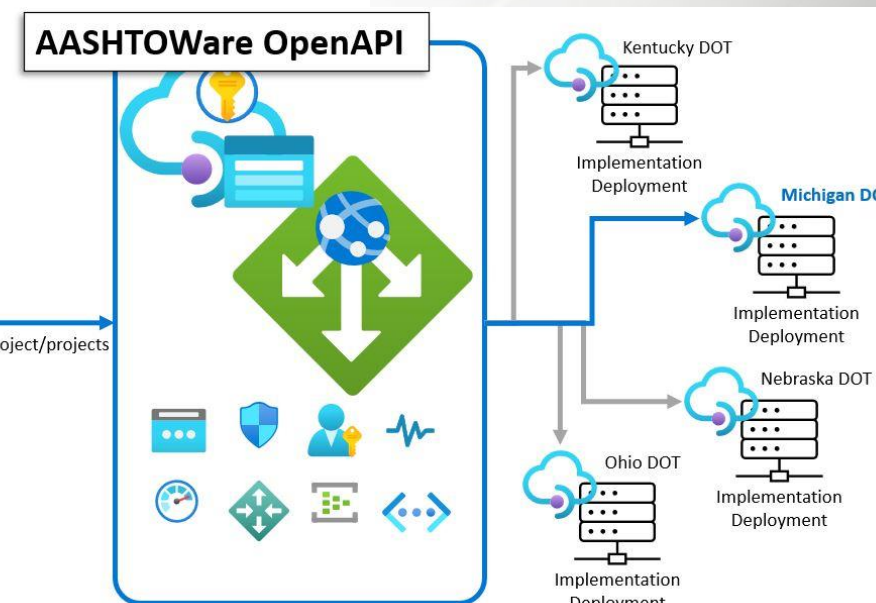 AASHTOWare OpenAPI
Kentucky DOT
Implementation
Deployment
Michigan DO
Implementation
Deployment
oject/projects
Nebraska DOT
Implementation
Deployment
Ohio DOT
Implementation
Deployment